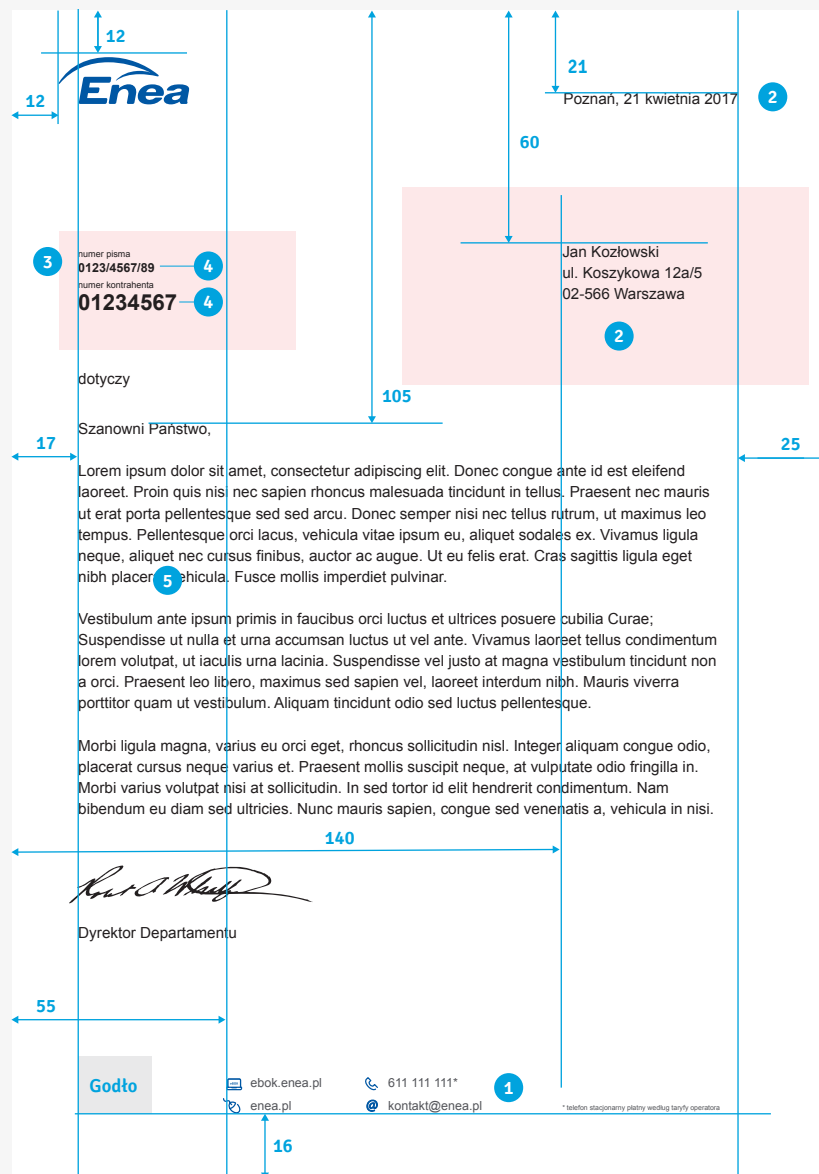 12
Enea
12
21
Poznań, 21 kwietnia 2017
2
60
3
numer pisma
0123/4567/89
4
numer kontrahenta
01234567
4
Jan Kozłowski
ul. Koszykowa 12a/5
02-566 Warszawa
2
dotyczy
105
Szanowni Państwo,
17
25
Lorem ipsum dolor sit amet, consectetur adipiscing elit. Donec congue ante id est eleifend
laoreet. Proin quis nisi nec sapien rhoncus malesuada tincidunt in tellus. Praesent nec mauris
ut erat porta pellentesque sed sed arcu. Donec semper nisi nec tellus rutrum, ut maximus leo
tempus. Pellentesque orci lacus, vehicula vitae ipsum eu, aliquet sodales ex. Vivamus ligula
neque, aliquet nec cursus finibus, auctor ac augue. Ut eu felis erat. Cras sagittis ligula eget
nibh placer ehicula. Fusce mollis imperdiet pulvinar.
5
Vestibulum ante ipsum primis in faucibus orci luctus et ultrices posuere cubilia Curae;
Suspendisse ut nulla et urna accumsan luctus ut vel ante. Vivamus laoreet tellus condimentum
lorem volutpat, ut iaculis urna lacinia. Suspendisse vel justo at magna vestibulum tincidunt non
a orci. Praesent leo libero, maximus sed sapien vel, laoreet interdum nibh. Mauris viverra
porttitor quam ut vestibulum. Aliquam tincidunt odio sed luctus pellentesque.
Morbi ligula magna, varius eu orci eget, rhoncus sollicitudin nisl. Integer aliquam congue odio,
placerat cursus neque varius et. Praesent mollis suscipit neque, at vulputate odio fringilla in.
Morbi varius volutpat nisi at sollicitudin. In sed tortor id elit hendrerit condimentum. Nam
bibendum eu diam sed ultricies. Nunc mauris sapien, congue sed venenatis a, vehicula in nisi.
140
Dyrektor Departamentu
55
Godło
ebok.enea.pl
611 111 111*
1
enea.pl
@ kontakt@enea.pl
* telefon stacjonarny płatny według taryfy operatora
16